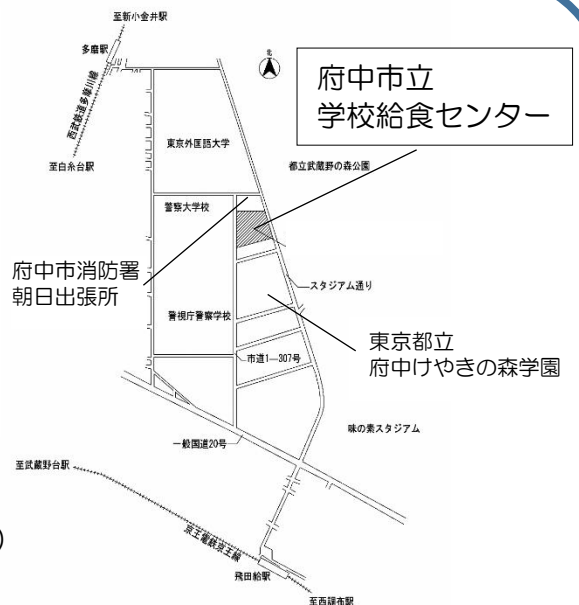 至新小金井駅
多磨駅
北
西武鉄道多摩川線
府中市立
学校給食センター
東京外国語大学
都立武蔵野の森公園
至白糸台駅
警察大学校
府中市消防署
朝日出張所
スタジアム通り
警視庁警察学校
東京都立
府中けやきの森学園
市道1―307号
味の素スタジアム
一般国道20号
至武蔵野台駅
京王電鉄京王線
)
飛田給駅
至西調布駅